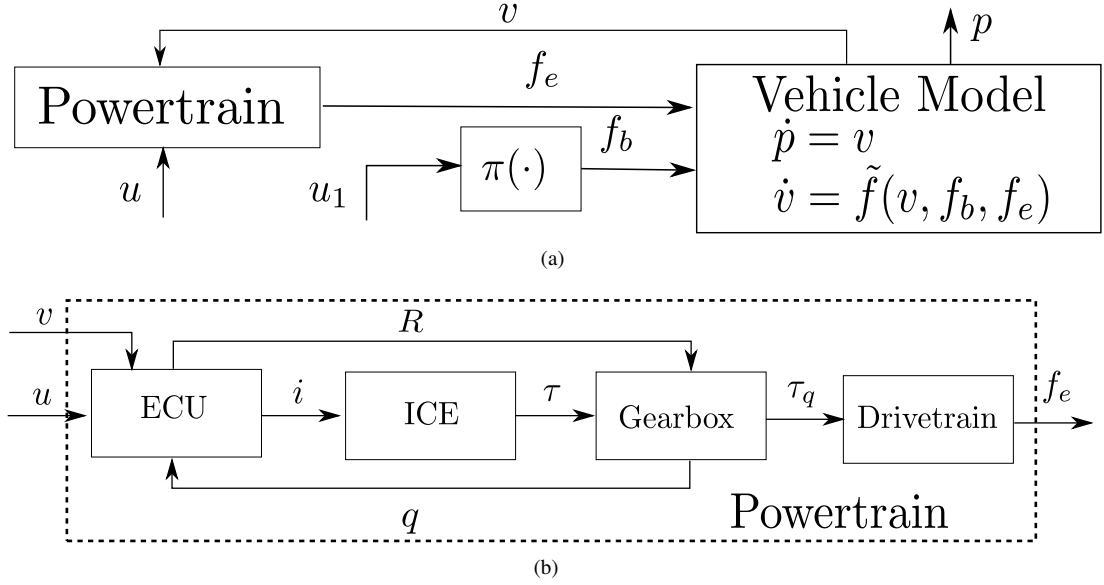 v
p
f_e
Powertrain
Vehicle Model
ṗ = v
f_b
π(·)
u
u_1
v̇ = f̃(v, f_b, f_e)
(a)
v
R
u
ECU
i
ICE
τ
Gearbox
τ_q
Drivetrain
f_e
q
Powertrain
(b)